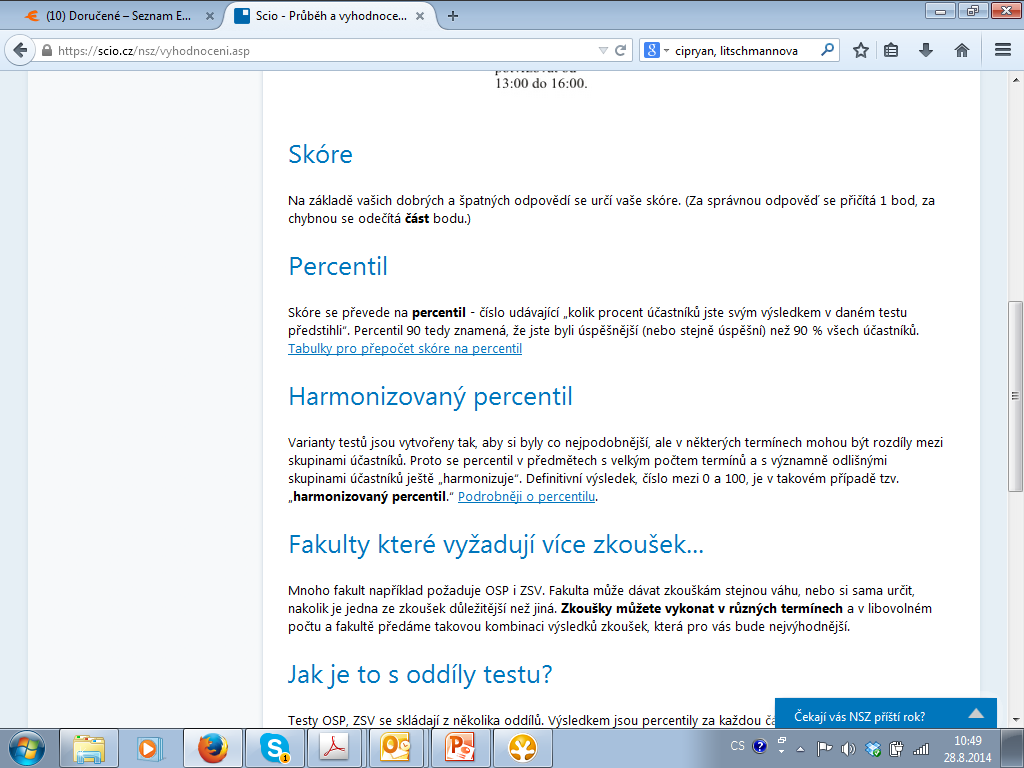 (10) Doručené – Seznam E...
Scio - Průběh a vyhodnoce...
https://scio.cz/nsz/vyhodnoceni.asp
cipryan, litschmannova
13:00 do 16:00.
Skóre
Na základě vašich dobrých a špatných odpovědí se určí vaše skóre. (Za správnou odpověď se přičítá 1 bod, za
chybnou se odečítá část bodu.)
Percentil
Skóre se převede na percentil - číslo udávající „kolik procent účastníků jste svým výsledkem v daném testu
předstihli“. Percentil 90 tedy znamená, že jste byli úspěšnější (nebo stejně úspěšní) než 90 % všech účastníků.
Tabulky pro přepočet skóre na percentil
Harmonizovaný percentil
Varianty testů jsou vytvořeny tak, aby si byly co nejpodobnější, ale v některých termínech mohou být rozdíly mezi
skupinami účastníků. Proto se percentil v předmětech s velkým počtem termínů a s významně odlišnými
skupinami účastníků ještě „harmonizuje“. Definitivní výsledek, číslo mezi 0 a 100, je v takovém případě tzv.
„harmonizovaný percentil.“ Podrobněji o percentilu.
Fakulty které vyžadují více zkoušek...
Mnoho fakult například požaduje OSP i ZSV. Fakulta může dávat zkouškám stejnou váhu, nebo si sama určit,
nakolik je jedna ze zkoušek důležitější než jiná. Zkoušky můžete vykonat v různých termínech a v libovolném
počtu a fakultě předáme takovou kombinaci výsledků zkoušek, která pro vás bude nejvýhodnější.
Jak je to s oddíly testu?
Testy OSP, ZSV se skládají z několika oddílů. Výsledkem jsou percentily za každou
Čekají vás NSZ příští rok?
CS
10:49
28.8.2014